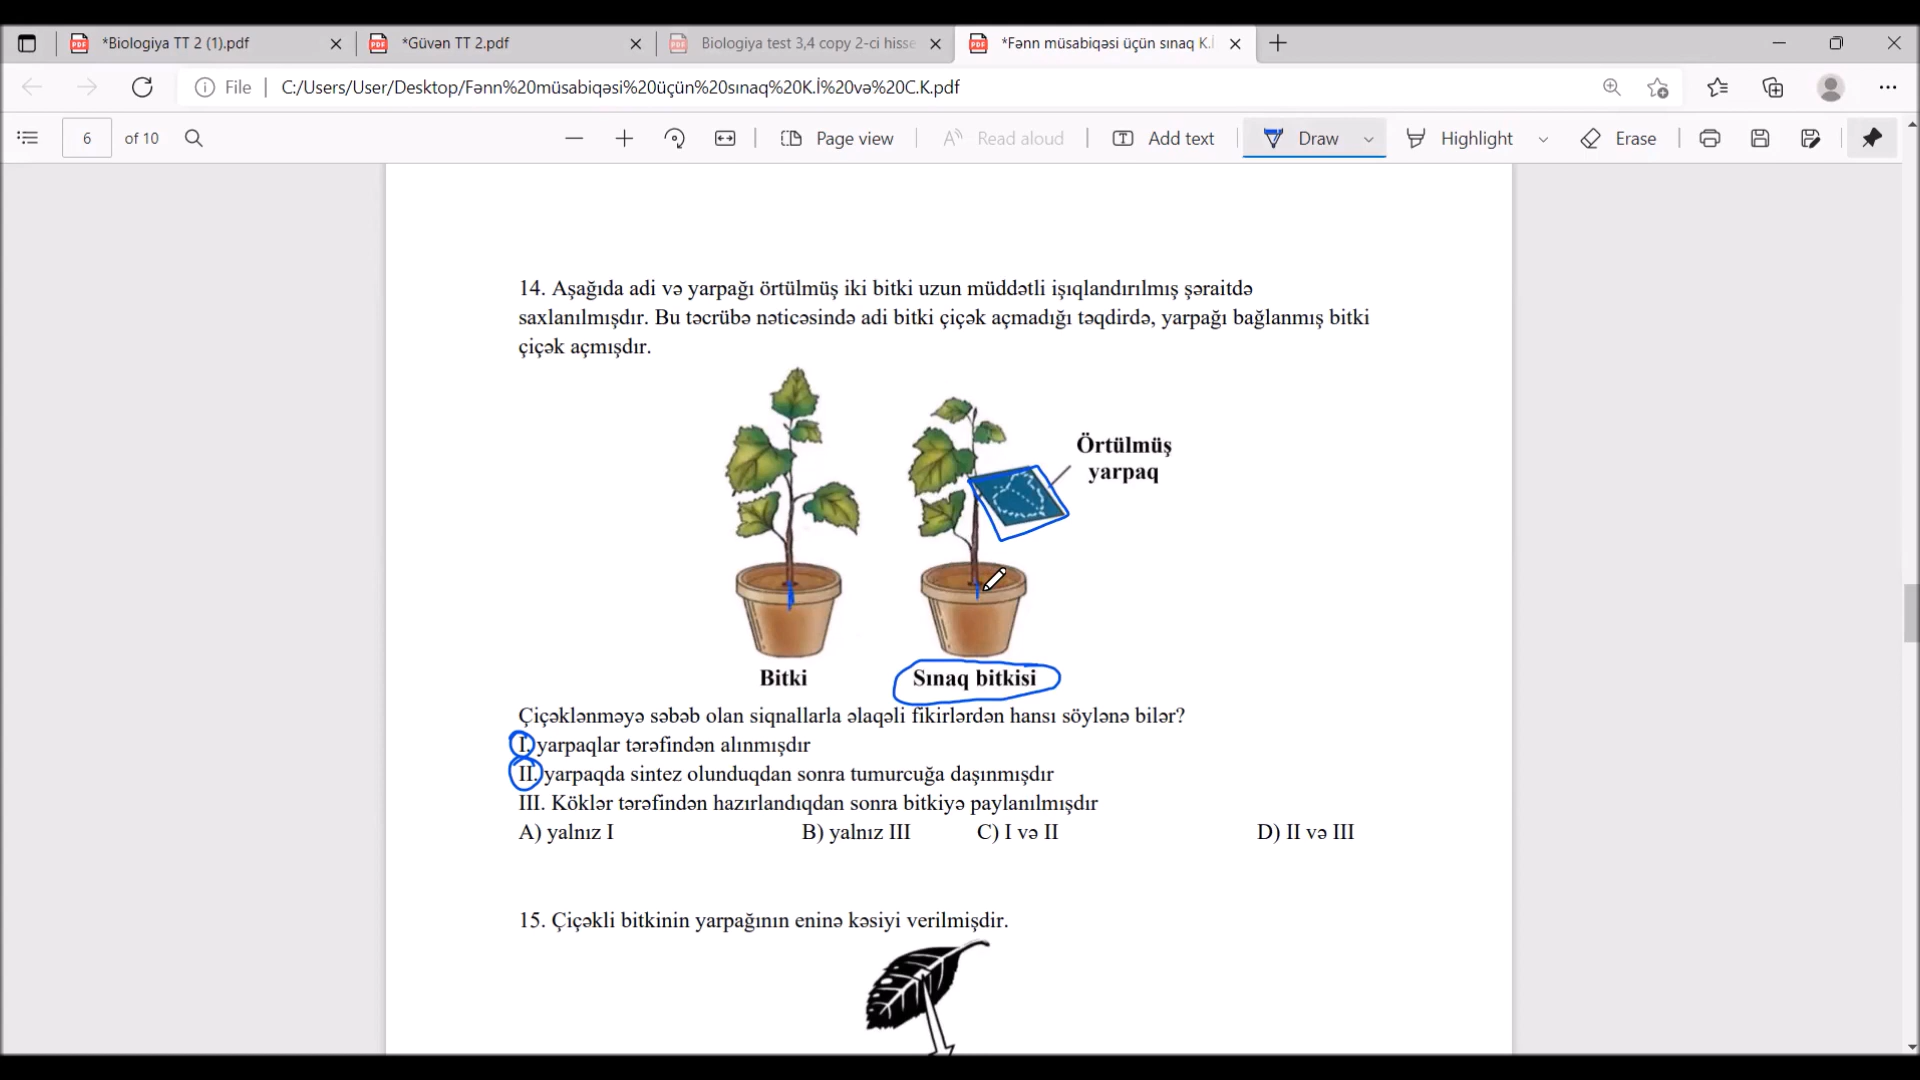 *Biologiya TT 2 (1).pdf
*Güvən TT 2.pdf
Biologiya test 3,4 copy 2-ci hisse
*Fənn müsabiqəsi üçün sınaq K.İ
File
C:/Users/User/Desktop/Fənn%20müsabiqəsi%20üçün%20sınaq%20K.İ%20və%20C.K.pdf
6 of 10
Page view
Read aloud
Add text
Draw
Highlight
Erase
14. Aşağıda adi və yarpağı örtülmüş iki bitki uzun müddətli işıqlandırılmış şəraitdə
saxlanılmışdır. Bu təcrübə nəticəsində adi bitki çiçək açmadığı təqdirdə, yarpağı bağlanmış bitki
çiçək açmışdır.
Örtülmüş
yarpaq
Bitki
Sınaq bitkisi
Çiçəklənməyə səbəb olan siqnallarla əlaqəli fikirlərdən hansı söylənə bilər?
I. yarpaqlar tərəfindən alınmışdır
II. yarpaqda sintez olunduqdan sonra tumurcuğa daşınmışdır
III. Köklər tərəfindən hazırlandıqdan sonra bitkiyə paylanılmışdır
A) yalnız I B) yalnız III C) I və II D) II və III
15. Çiçəkli bitkinin yarpağının eninə kəsiyi verilmişdir.